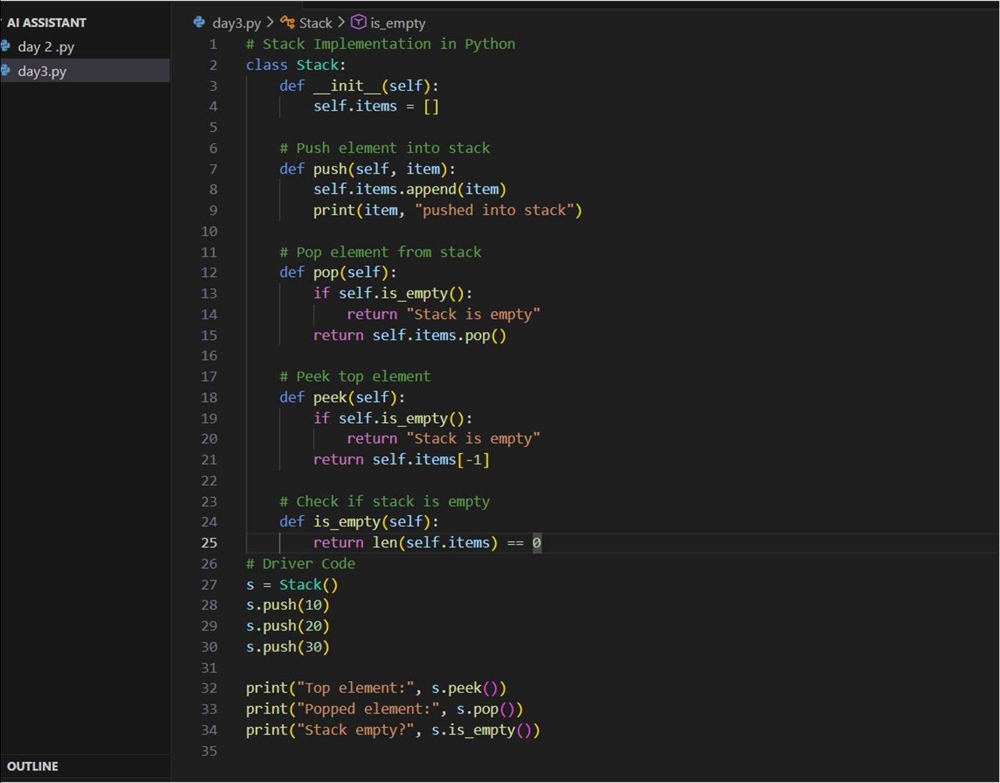 AI ASSISTANT
day 2 .py
day3.py
day3.py > Stack > is_empty
1 # Stack Implementation in Python
2 class Stack:
3     def __init__(self):
4         self.items = []
5
6     # Push element into stack
7     def push(self, item):
8         self.items.append(item)
9         print(item, "pushed into stack")
10
11     # Pop element from stack
12     def pop(self):
13         if self.is_empty():
14             return "Stack is empty"
15         return self.items.pop()
16
17     # Peek top element
18     def peek(self):
19         if self.is_empty():
20             return "Stack is empty"
21         return self.items[-1]
22
23     # Check if stack is empty
24     def is_empty(self):
25         return len(self.items) == 0
26 # Driver Code
27 s = Stack()
28 s.push(10)
29 s.push(20)
30 s.push(30)
31
32 print("Top element:", s.peek())
33 print("Popped element:", s.pop())
34 print("Stack empty?", s.is_empty())
35
OUTLINE